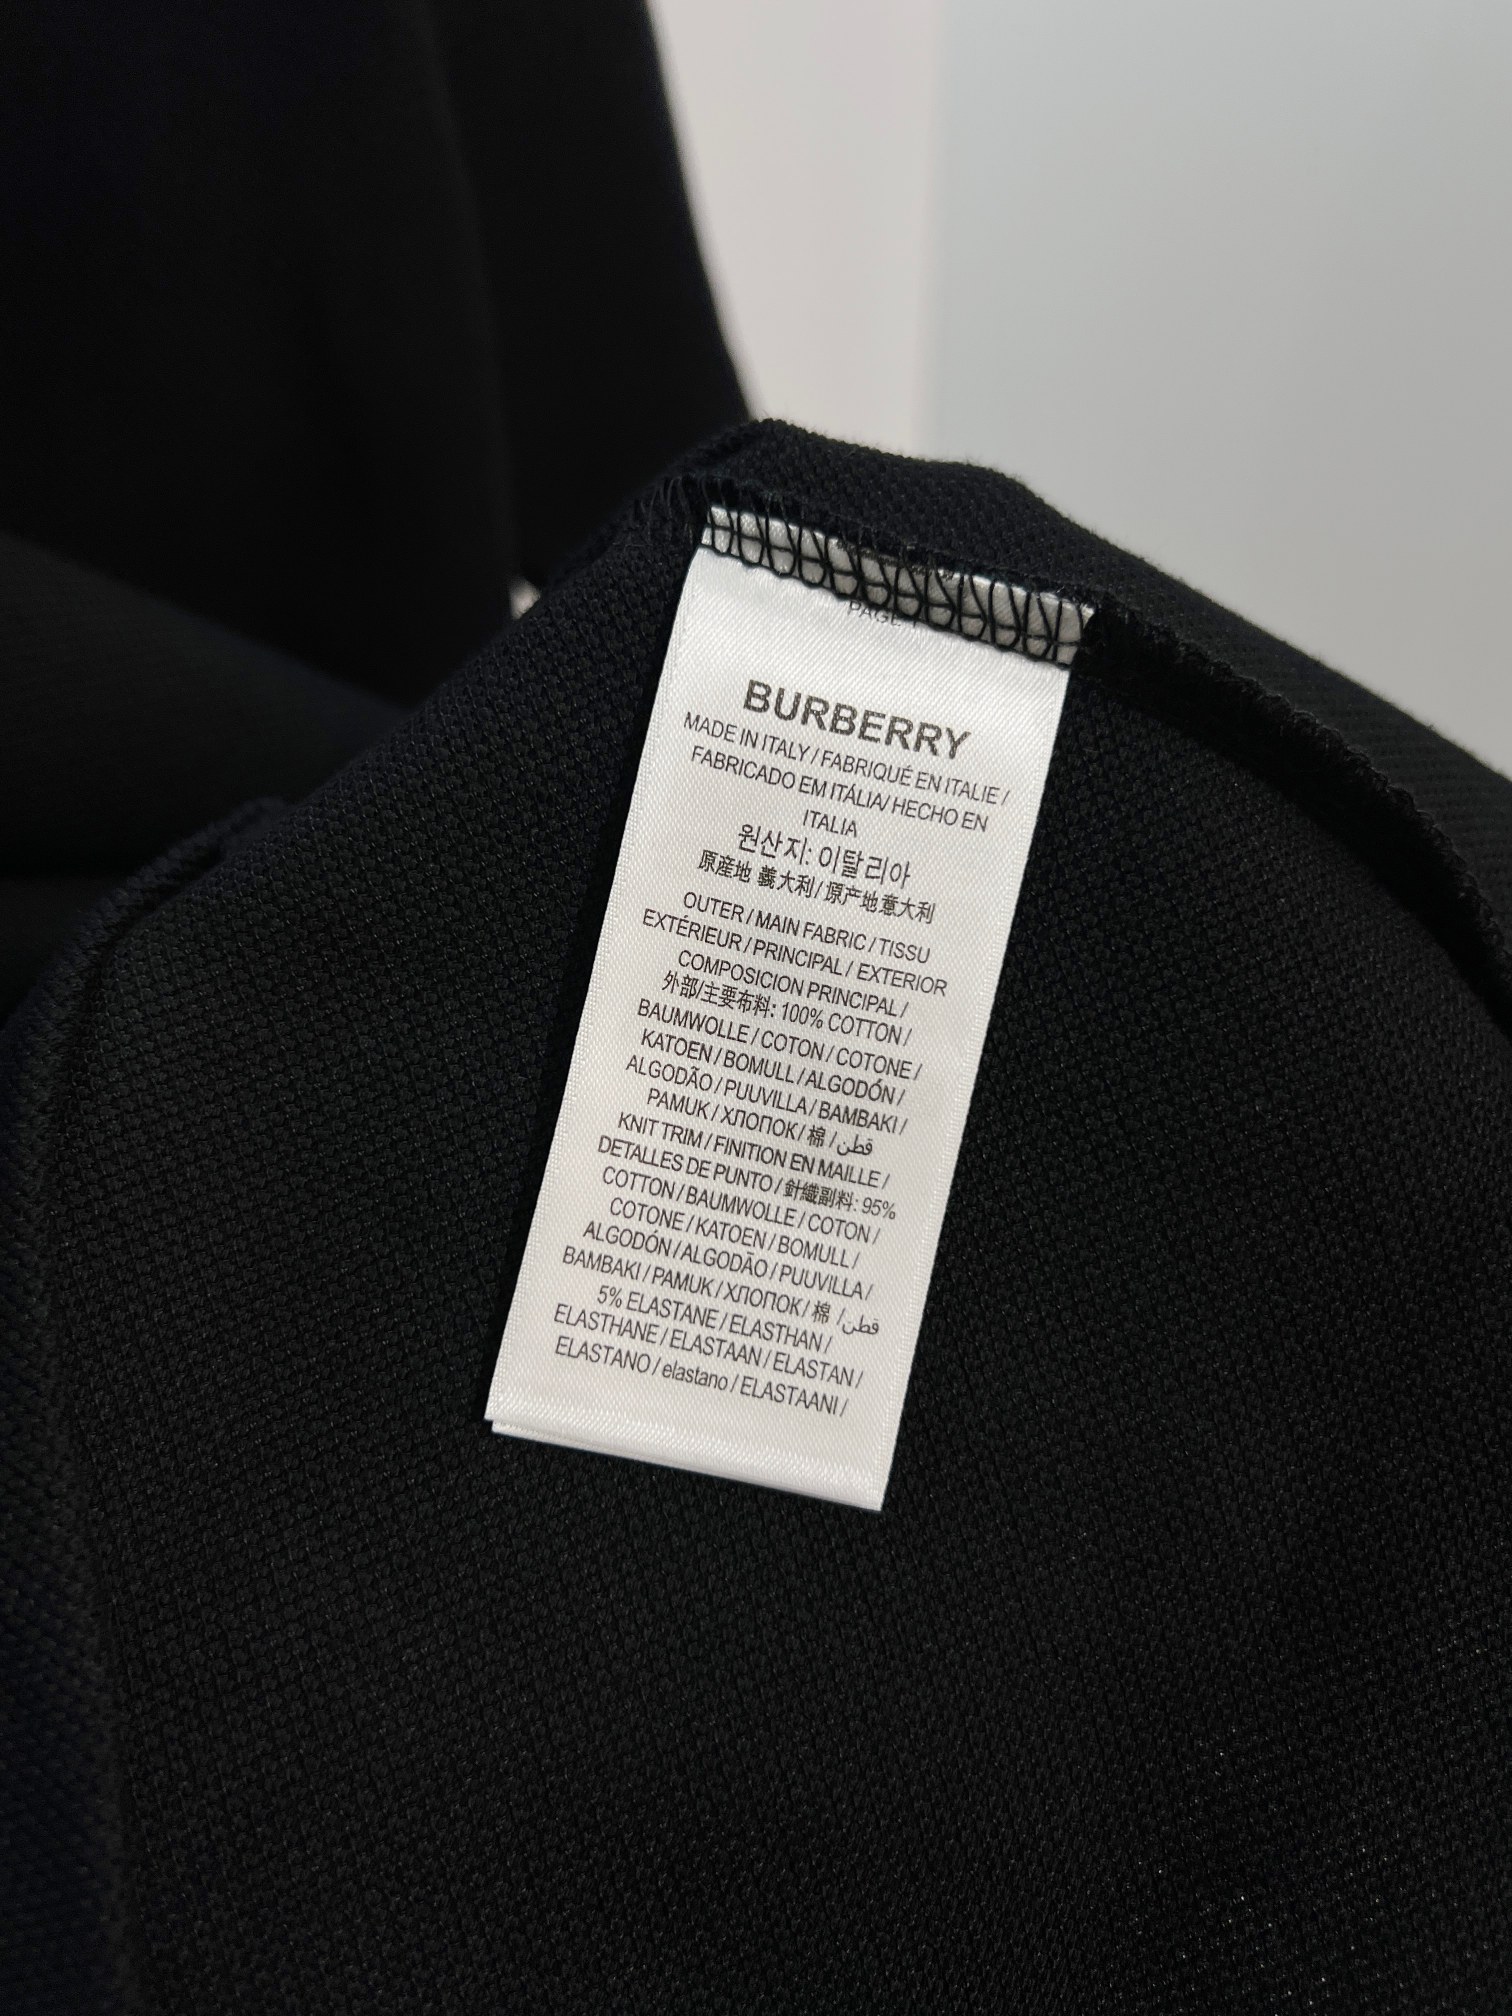 PAGE 1
BURBERRY
MADE IN ITALY / FABRIQUÉ EN ITALIE /
FABRICADO EM ITÁLIA/ HECHO EN
ITALIA
원산지: 이탈리아
原産地 義大利/ 原产地意大利
OUTER / MAIN FABRIC / TISSU
EXTÉRIEUR / PRINCIPAL / EXTERIOR
COMPOSICION PRINCIPAL /
外部/主要布料: 100% COTTON /
BAUMWOLLE / COTON / COTONE /
KATOEN / BOMULL / ALGODÓN /
ALGODÃO / PUUVILLA / BAMBAKI /
PAMUK / ХЛОПОК / 棉 / قطن
KNIT TRIM / FINITION EN MAILLE /
DETALLES DE PUNTO / 針織副料: 95%
COTTON / BAUMWOLLE / COTON /
COTONE / KATOEN / BOMULL /
ALGODÓN / ALGODÃO / PUUVILLA /
BAMBAKI / PAMUK / ХЛОПОК / 棉 / قطن
5% ELASTANE / ELASTHAN /
ELASTHANE / ELASTAAN / ELASTAN /
ELASTANO / elastano / ELASTAANI /